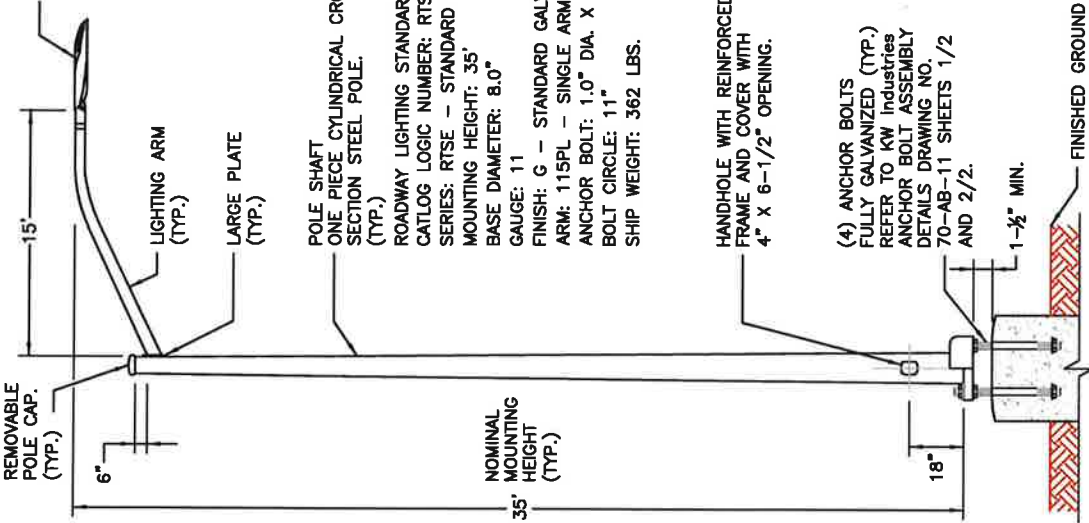 REMOVABLE
POLE CAP.
(TYP.)
15'
6"
LIGHTING ARM
(TYP.)
LARGE PLATE
(TYP.)
POLE SHAFT
ONE PIECE CYLINDRICAL
SECTION STEEL POLE.
(TYP.)
ROADWAY LIGHTING
CATLOG LOGIC NUMBER:
SERIES: RTSE – STANDARD
MOUNTING HEIGHT: 35'
BASE DIAMETER: 8.0"
GAUGE: 11
FINISH: G – STANDARD
ARM: 115PL – SINGLE ARM
ANCHOR BOLT: 1.0" DIA. X
BOLT CIRCLE: 11"
SHIP WEIGHT: 362 LBS.
NOMINAL
MOUNTING
HEIGHT
(TYP.)
35'
HANDHOLE WITH REINFORCED
FRAME AND COVER WITH
4" X 6-1/2" OPENING.
18"
(4) ANCHOR BOLTS
FULLY GALVANIZED (TYP.)
REFER TO KW Industries
ANCHOR BOLT ASSEMBLY
DETAILS DRAWING NO.
70-AB-11 SHEETS 1/2
AND 2/2.
1-½" MIN.
FINISHED GROUND